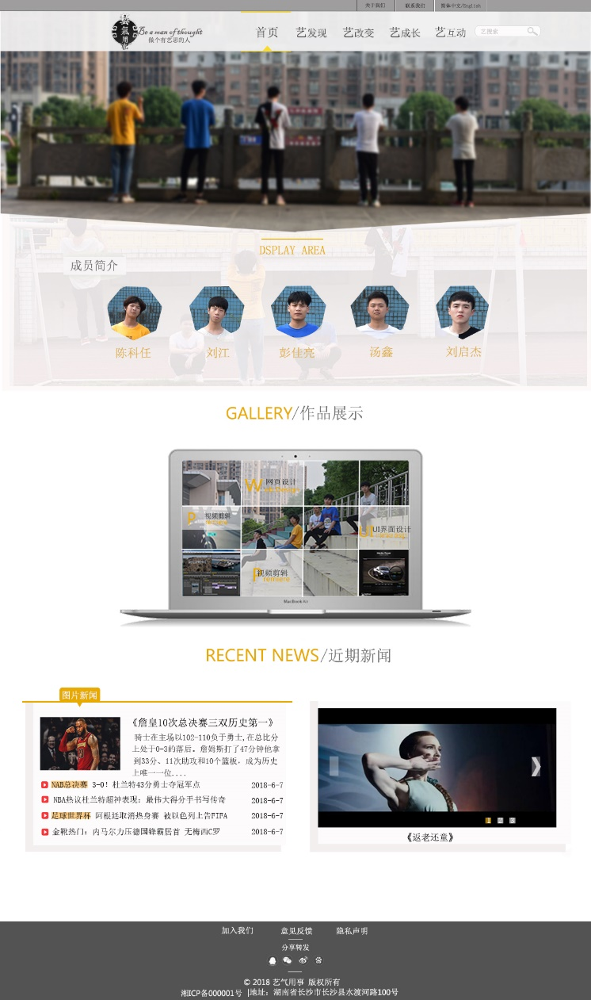 关于我们
联系我们
简体中文/English
Be a man of thought
做个有艺思的人
首页
艺发现
艺改变
艺成长
艺互动
艺搜索
DSPLAY AREA
成员简介
陈科任
刘江
彭佳亮
汤鑫
刘启杰
GALLERY/作品展示
W 网页设计
P 视频剪辑
remiere
UI UI界面设计
P 视频剪辑
remiere
MacBook Air
RECENT NEWS/近期新闻
图片新闻
《詹皇10次总决赛三双历史第一》
骑士在主场以102-110负于勇士,在总比分
上处于0-3的落后。詹姆斯打了47分钟他拿
到33分、11次助攻和10个篮板，成为历史
上唯一一位....
NAB总决赛 3-0! 杜兰特43分勇士夺冠军点 2018-6-7
NBA热议杜兰特超神表现：最伟大得分手书写传奇 2018-6-7
足球世界杯 阿根廷取消热身赛 被以色列上告FIFA 2018-6-7
金靴热门：内马尔力压德国锋霸居首 无梅西C罗 2018-6-7
1 2 3
《返老还童》
加入我们
意见反馈
隐私声明
分享转发
© 2018 艺气用事 版权所有
湘ICP备000001号 |地址：湖南省长沙市长沙县水渡河路100号